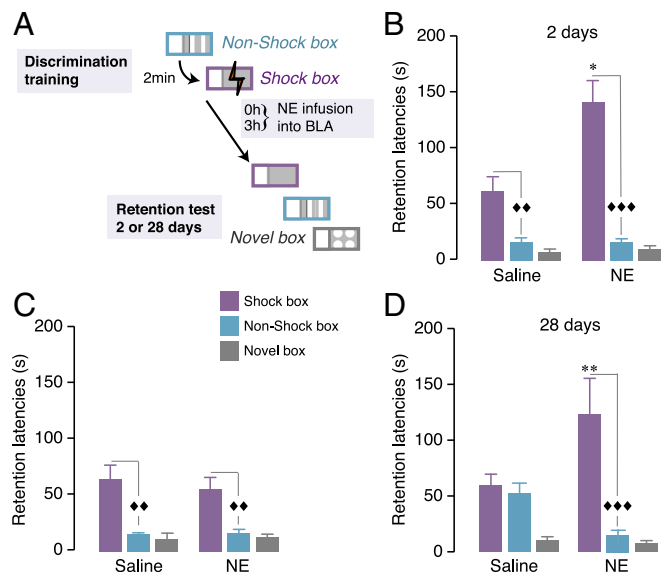 A
Non-Shock box
Discrimination
training
2min
Shock box
0h
3h
NE infusion
into BLA
Retention test
2 or 28 days
Novel box
B
2 days
Retention latencies (s)
200
150
100
50
0
*
♦♦
♦♦♦
Saline
NE
C
Shock box
Non-Shock box
Novel box
Retention latencies (s)
200
150
100
50
0
♦♦
♦♦
Saline
NE
D
28 days
Retention latencies (s)
200
150
100
50
0
**
♦♦♦
Saline
NE